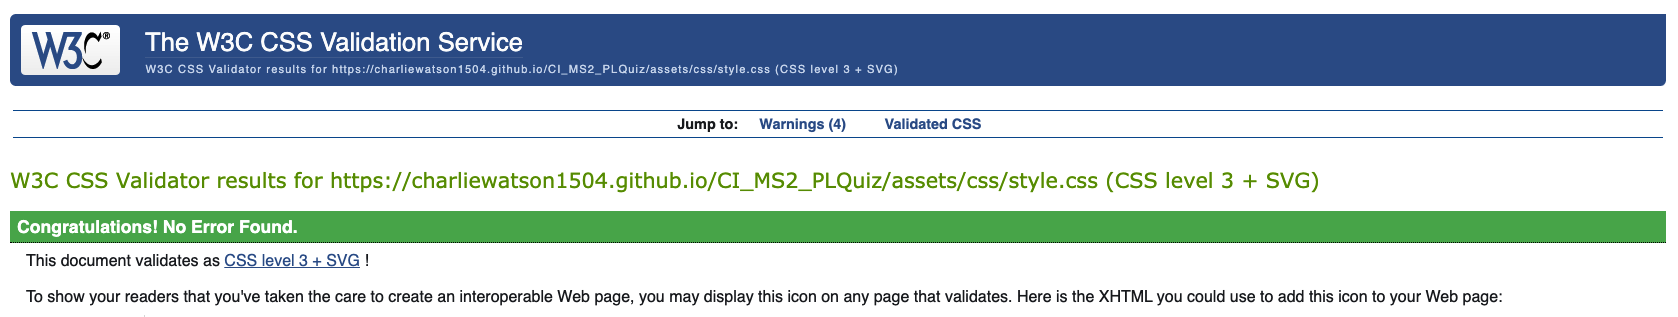 W3C®
The W3C CSS Validation Service
W3C CSS Validator results for https://charliewatson1504.github.io/CI_MS2_PLQuiz/assets/css/style.css (CSS level 3 + SVG)
Jump to: Warnings (4) Validated CSS
W3C CSS Validator results for https://charliewatson1504.github.io/CI_MS2_PLQuiz/assets/css/style.css (CSS level 3 + SVG)
Congratulations! No Error Found.
This document validates as CSS level 3 + SVG !
To show your readers that you've taken the care to create an interoperable Web page, you may display this icon on any page that validates. Here is the XHTML you could use to add this icon to your Web page: